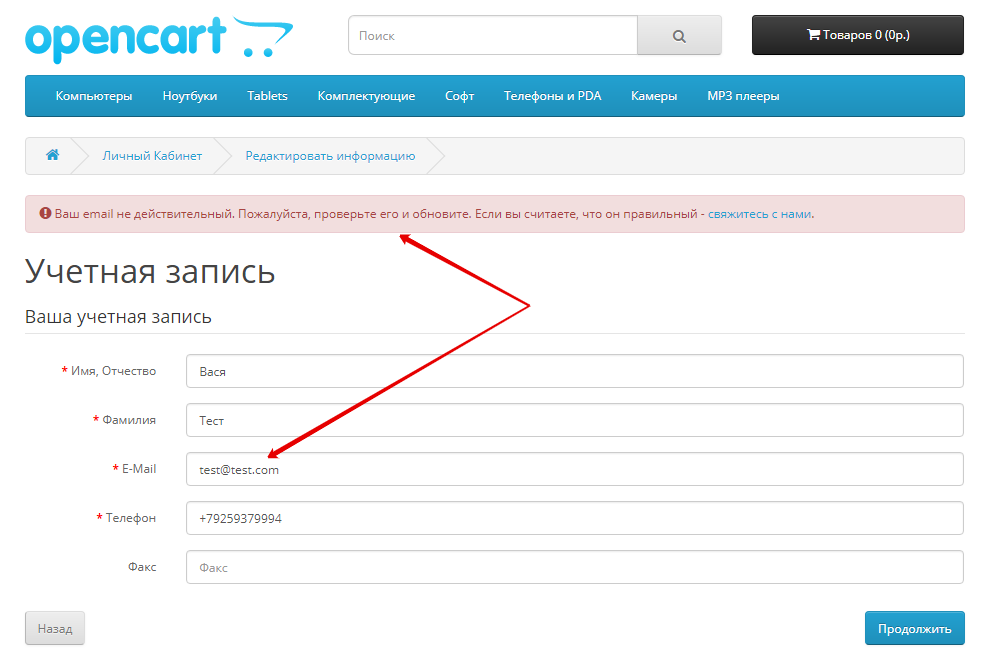 opencart
Поиск
Товаров 0 (0р.)
Компьютеры Ноутбуки Tablets Комплектующие Софт Телефоны и PDA Камеры MP3 плееры
Личный Кабинет Редактировать информацию
Ваш email не действительный. Пожалуйста, проверьте его и обновите. Если вы считаете, что он правильный - свяжитесь с нами.
Учетная запись
Ваша учетная запись
* Имя, Отчество Вася
* Фамилия Тест
* E-Mail test@test.com
* Телефон +79259379994
Факс Факс
Назад Продолжить